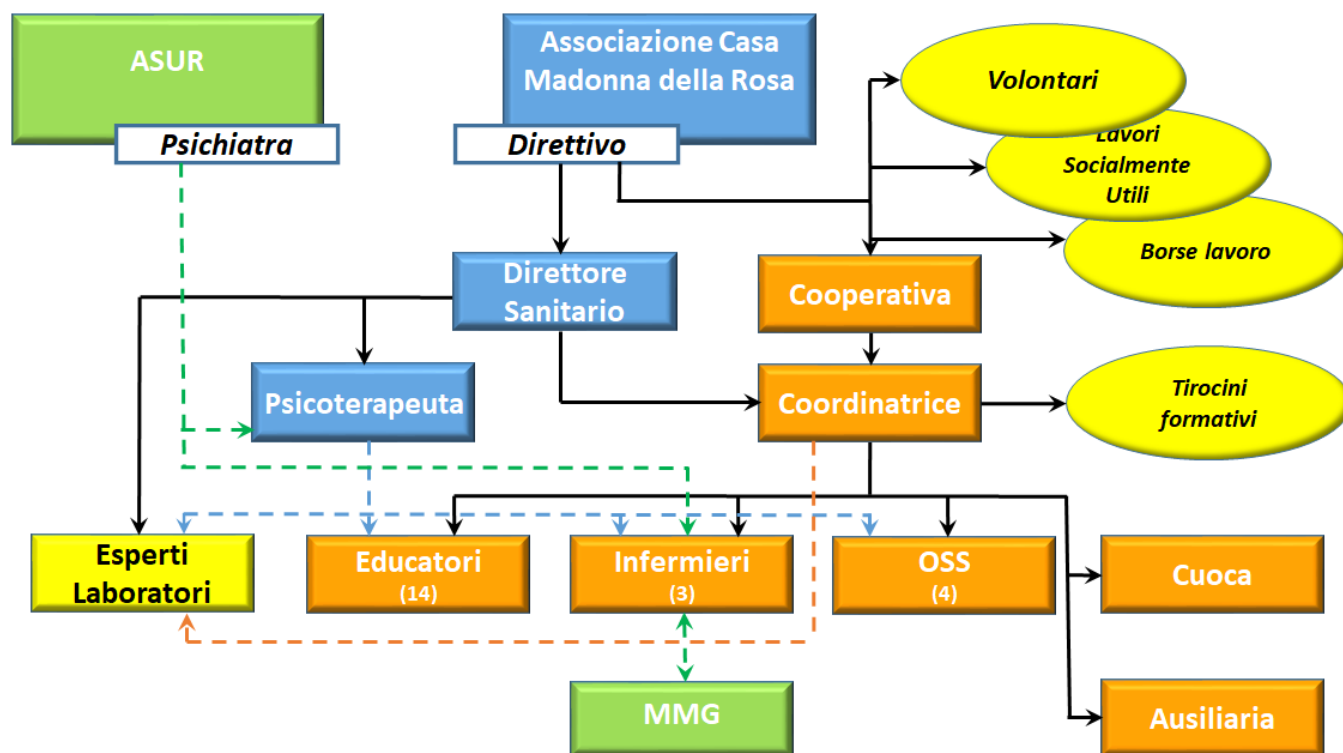 ASUR
Psichiatra
Associazione Casa
Madonna della Rosa
Direttivo
Volontari
Lavori
Socialmente
Utili
Borse lavoro
Direttore
Sanitario
Cooperativa
Psicoterapeuta
Coordinatrice
Tirocini
formativi
Esperti
Laboratori
Educatori
(14)
Infermieri
(3)
OSS
(4)
Cuoca
MMG
Ausiliaria